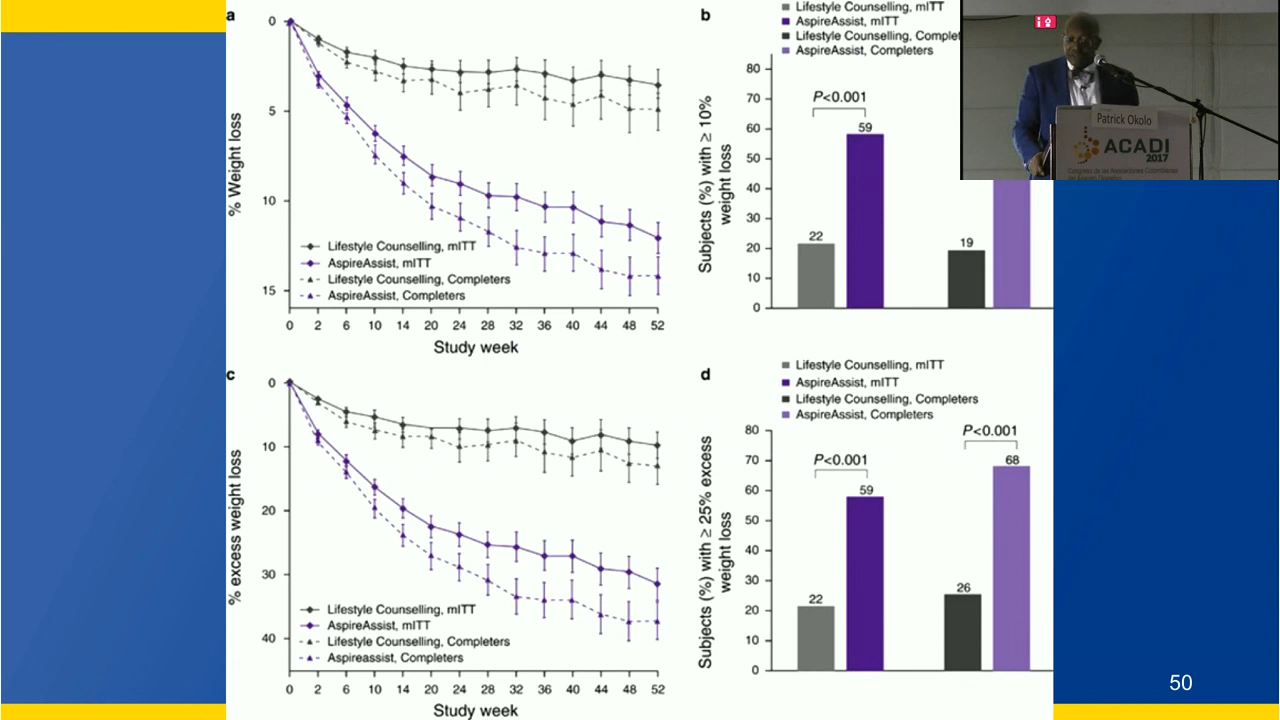 a
% Weight loss
0
5
10
15
Lifestyle Counselling, mITT
AspireAssist, mITT
Lifestyle Counselling, Completers
AspireAssist, Completers
0 2 6 10 14 20 24 28 32 36 40 44 48 52
Study week
b
Lifestyle Counselling, mITT
AspireAssist, mITT
Lifestyle Counselling, Complet
AspireAssist, Completers
Subjects (%) with ≥ 10%
weight loss
80
70
60
50
40
30
20
10
0
P<0.001
22
59
19
Patrick Okolo
ACADI
2017
Congreso de las Asociaciones Colombianas
c
% excess weight loss
0
10
20
30
40
Lifestyle Counselling, mITT
AspireAssist, mITT
Lifestyle Counselling, Completers
Aspireassist, Completers
0 2 6 10 14 20 24 28 32 36 40 44 48 52
Study week
d
Lifestyle Counselling, mITT
AspireAssist, mITT
Lifestyle Counselling, Completers
AspireAssist, Completers
Subjects (%) with ≥ 25% excess
weight loss
80
70
60
50
40
30
20
10
0
P<0.001
22
59
P<0.001
26
68
50